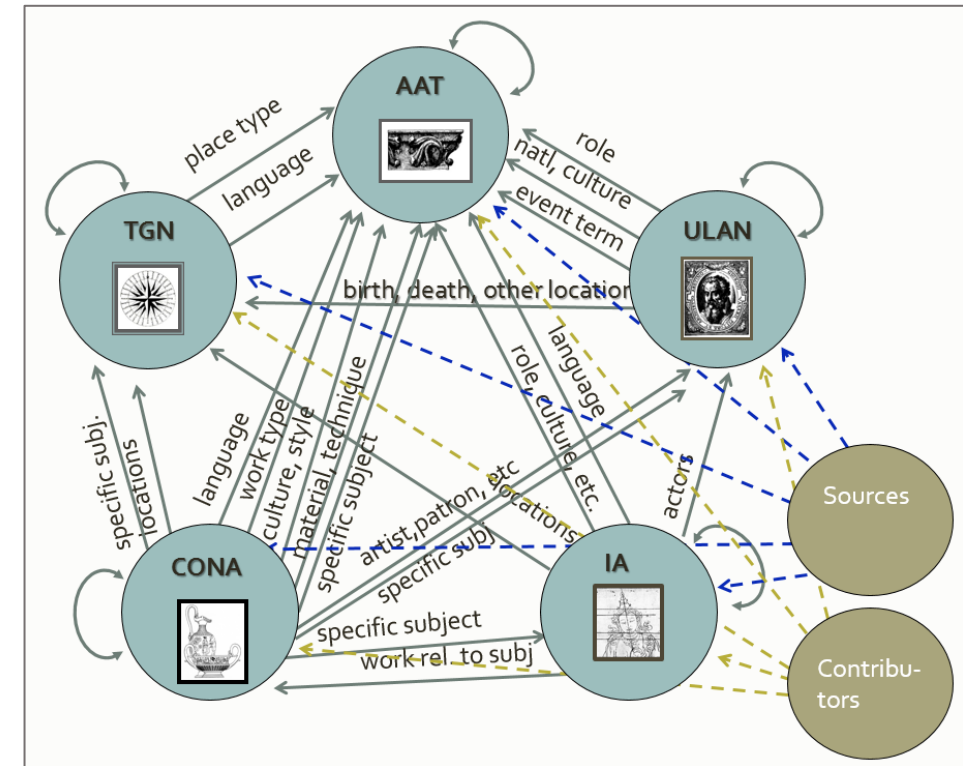 AAT
place type
language
role
natl, culture
event term
TGN
ULAN
birth, death, other location
specific subj.
locations
language
work type
culture, style
material, technique
specific subject
role, culture, etc.
language
artist,patron, etc
specific subj
locations
actors
Sources
CONA
IA
specific subject
work rel. to subj
Contribu-
tors